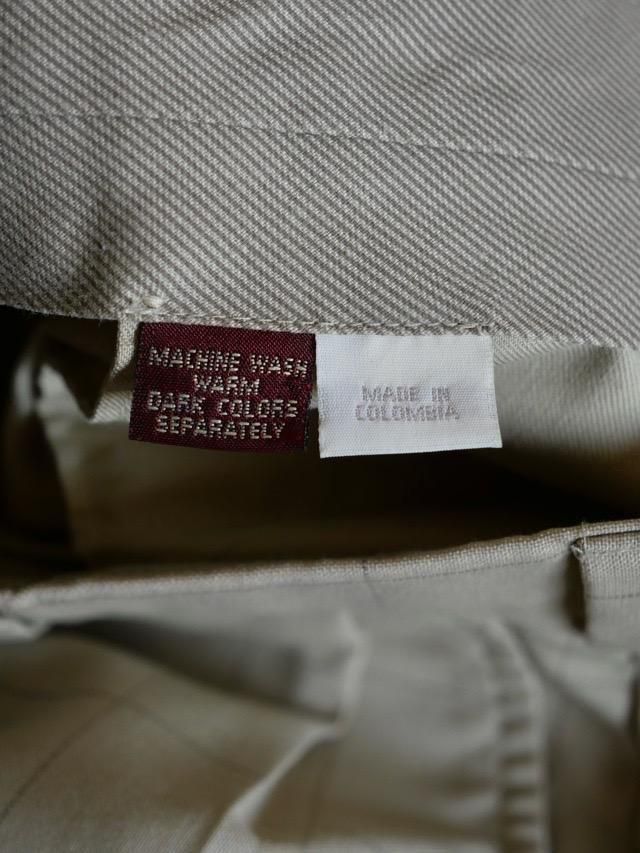 MACHINE WASH
WARM
DARK COLORS
SEPARATELY
MADE IN
COLOMBIA